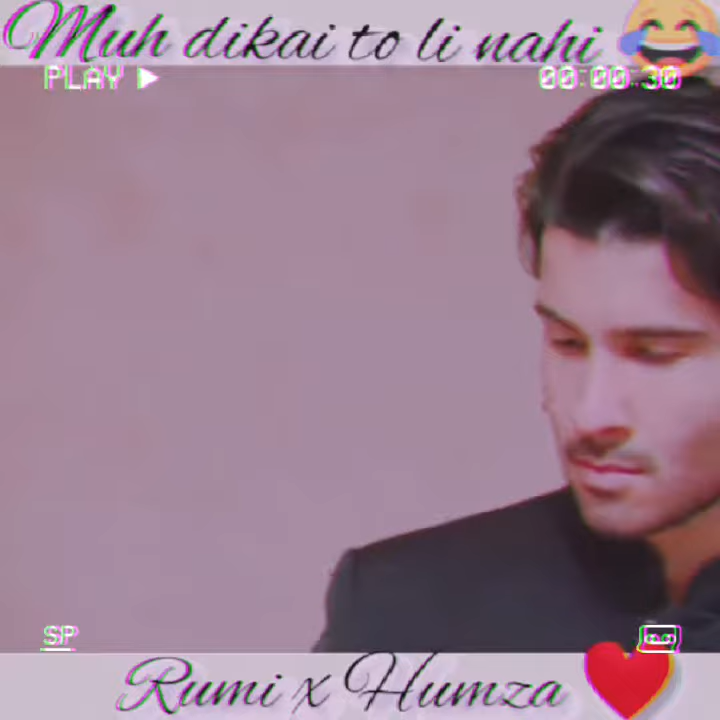 Muh dikai to li nahi 😂
PLAY ▶ 00:00:30
SP
Rumi x Humza ❤️